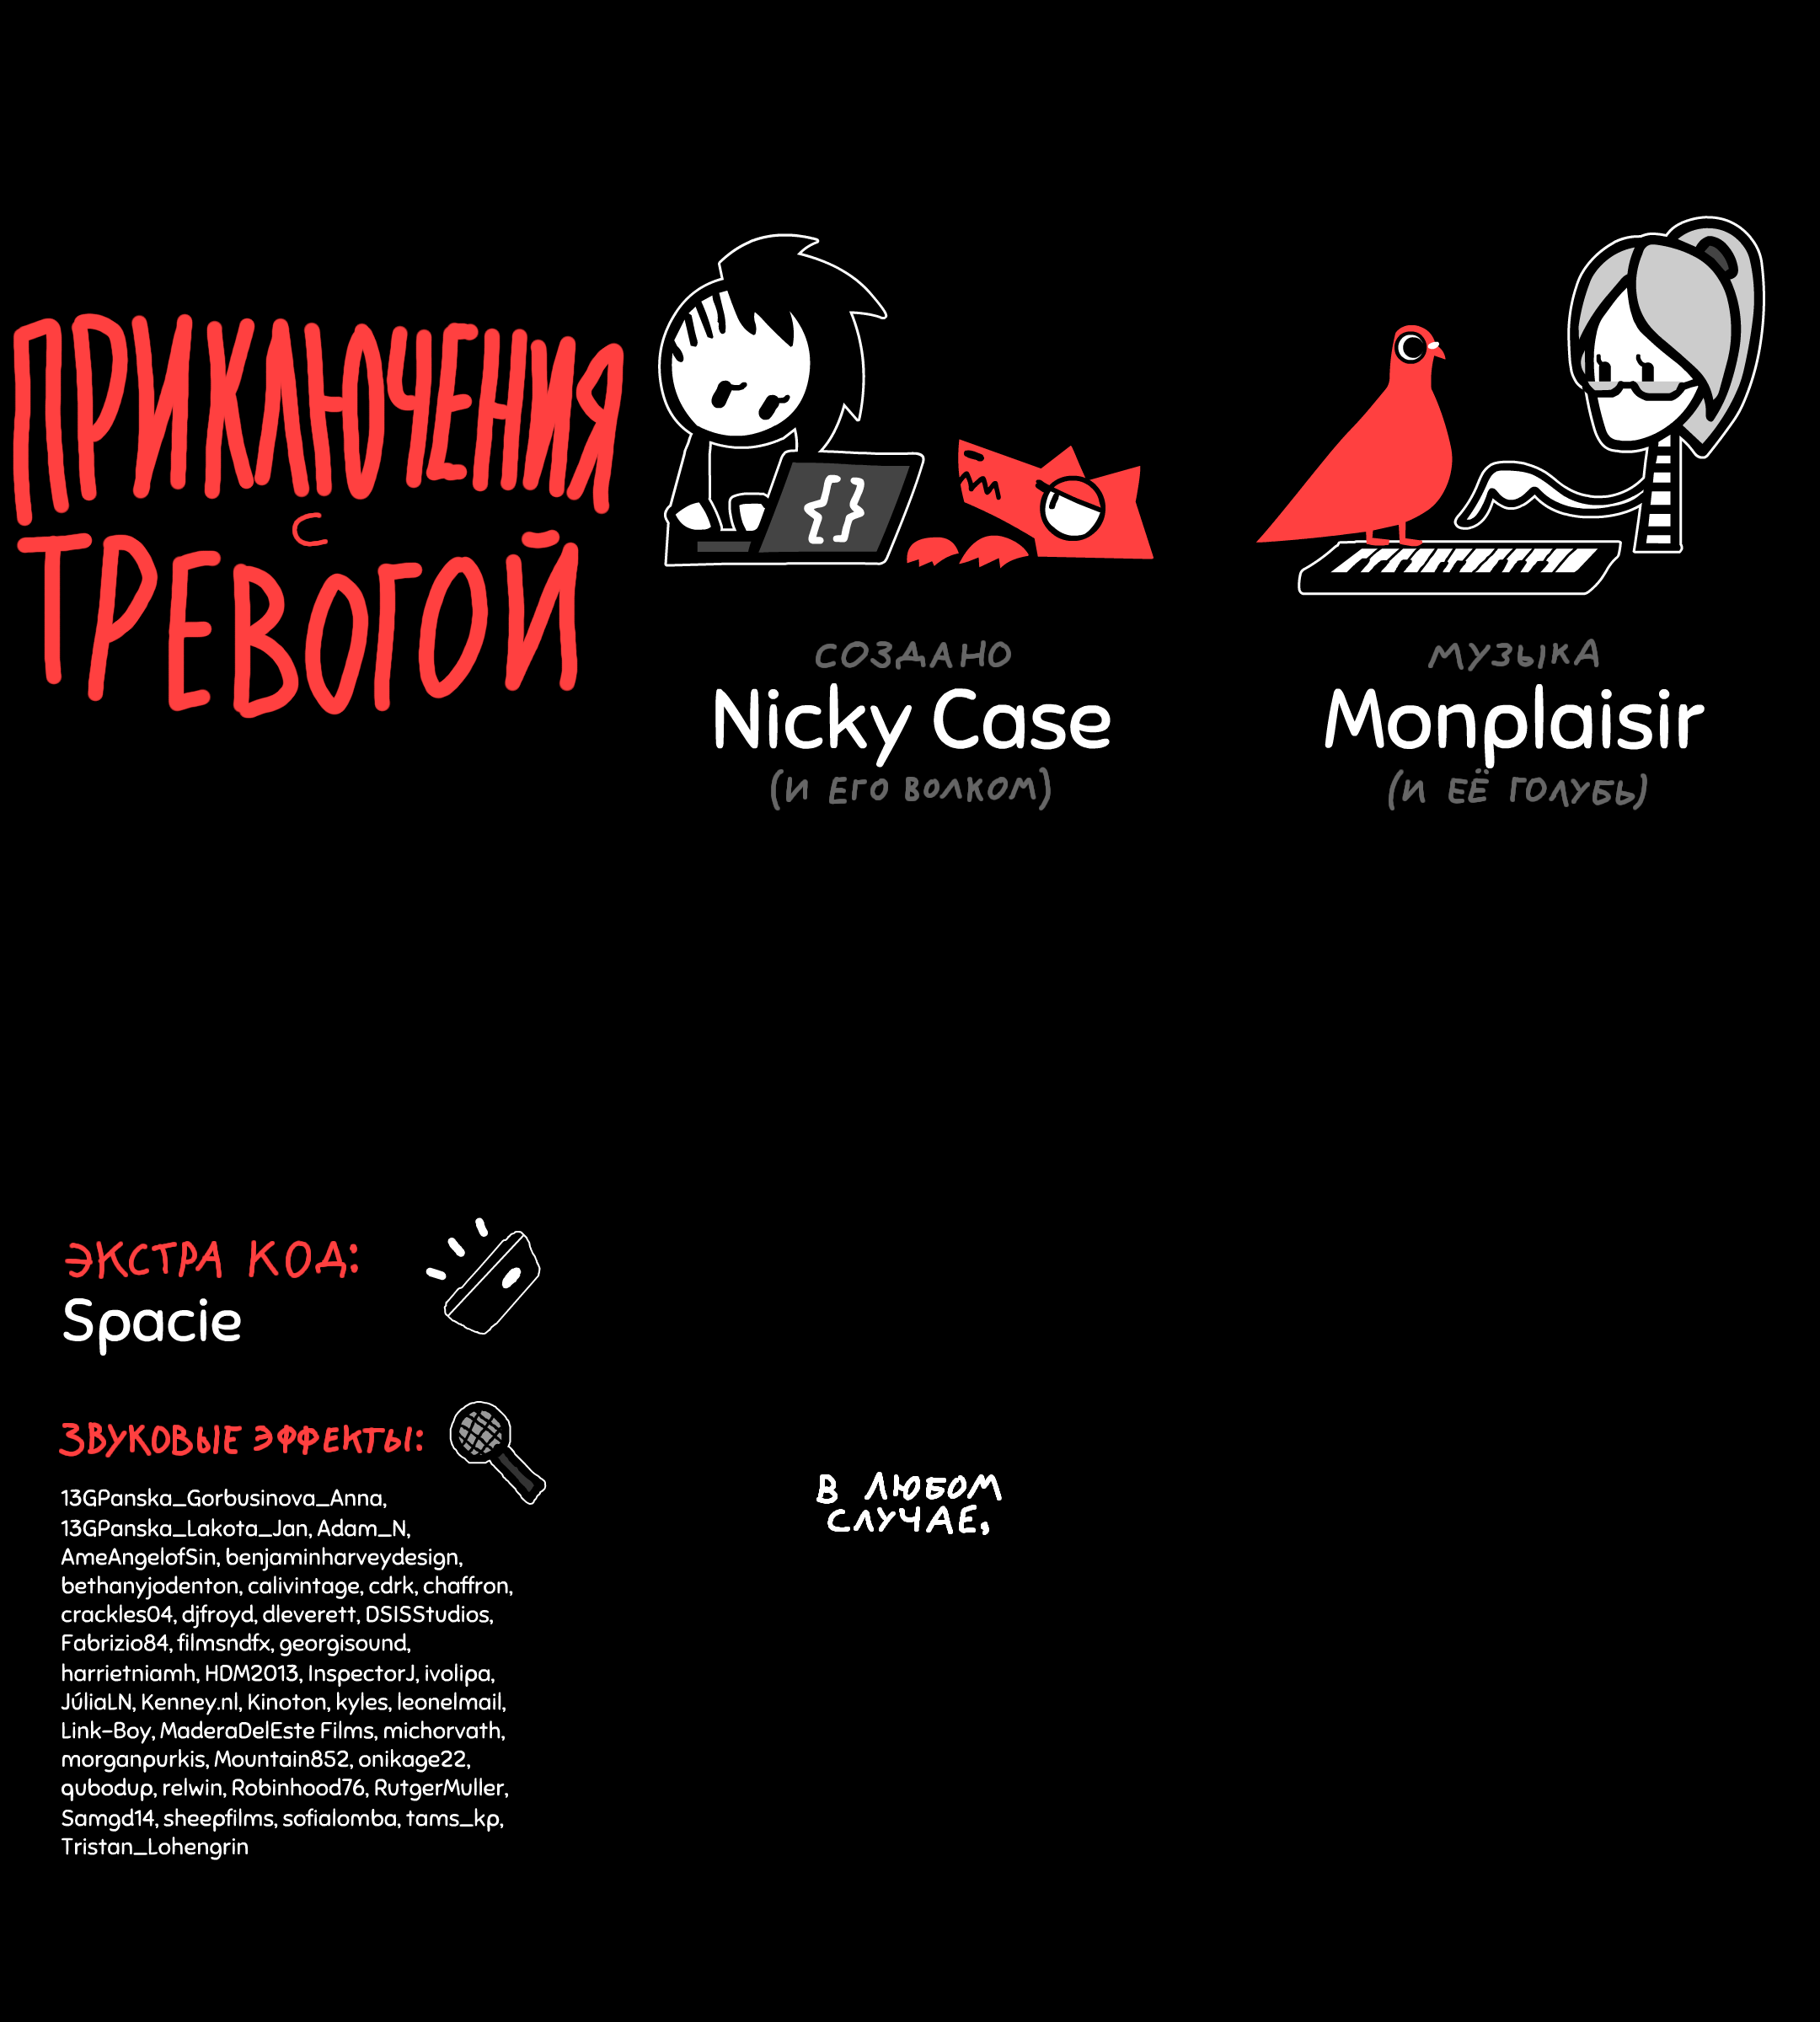 ПРИКЛЮЧЕНИЯ
С
ТРЕВОГОЙ
СОЗДАНО
Nicky Case
(И ЕГО ВОЛКОМ)
МУЗЫКА
Monplaisir
(И ЕЁ ГОЛУБЬ)
ЭКСТРА КОД:
Spacie
ЗВУКОВЫЕ ЭФФЕКТЫ:
13GPanska_Gorbusinova_Anna,
13GPanska_Lakota_Jan, Adam_N,
AmeAngelofSin, benjaminharveydesign,
bethanyjodenton, calivintage, cdrk, chaffron,
crackles04, djfroyd, dleverett, DSISStudios,
Fabrizio84, filmsndfx, georgisound,
harrietniamh, HDM2013, InspectorJ, ivolipa,
JúliaLN, Kenney.nl, Kinoton, kyles, leonelmail,
Link-Boy, MaderaDelEste Films, michorvath,
morganpurkis, Mountain852, onikage22,
qubodup, relwin, Robinhood76, RutgerMuller,
Samgd14, sheepfilms, sofialomba, tams_kp,
Tristan_Lohengrin
В ЛЮБОМ
СЛУЧАЕ,
{}